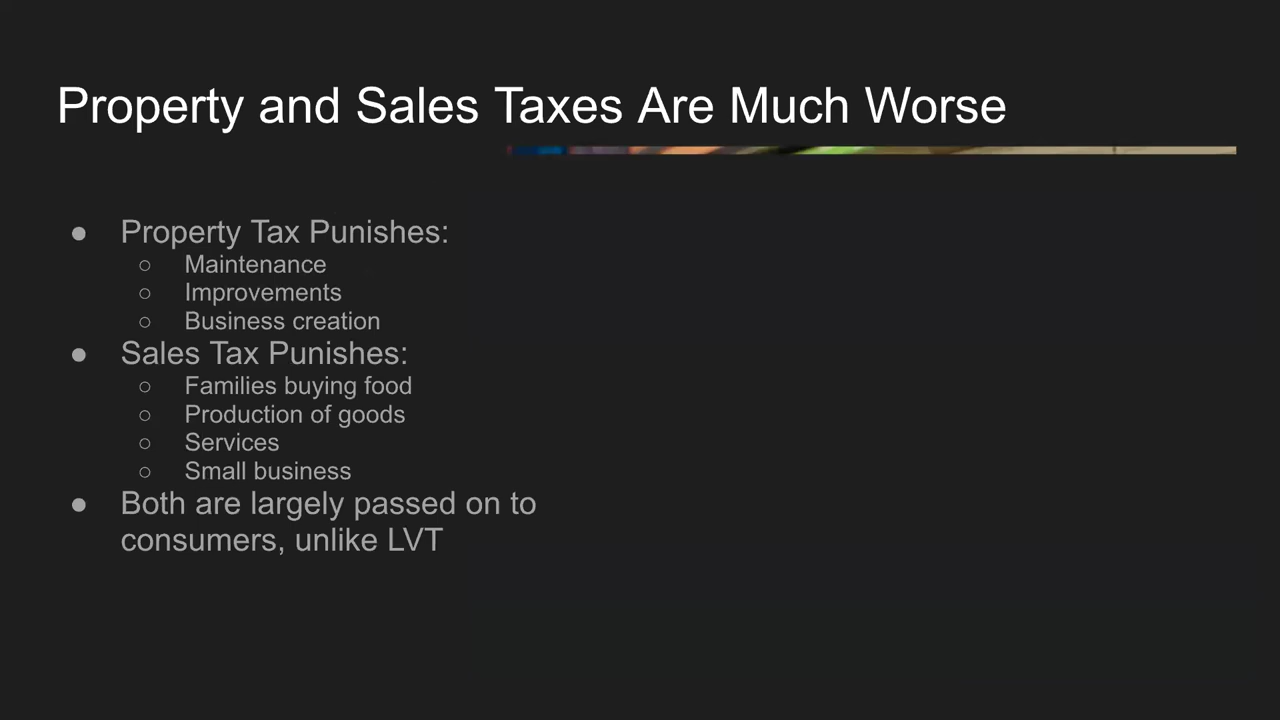 Property and Sales Taxes Are Much Worse
● Property Tax Punishes:
○ Maintenance
○ Improvements
○ Business creation
● Sales Tax Punishes:
○ Families buying food
○ Production of goods
○ Services
○ Small business
● Both are largely passed on to
consumers, unlike LVT